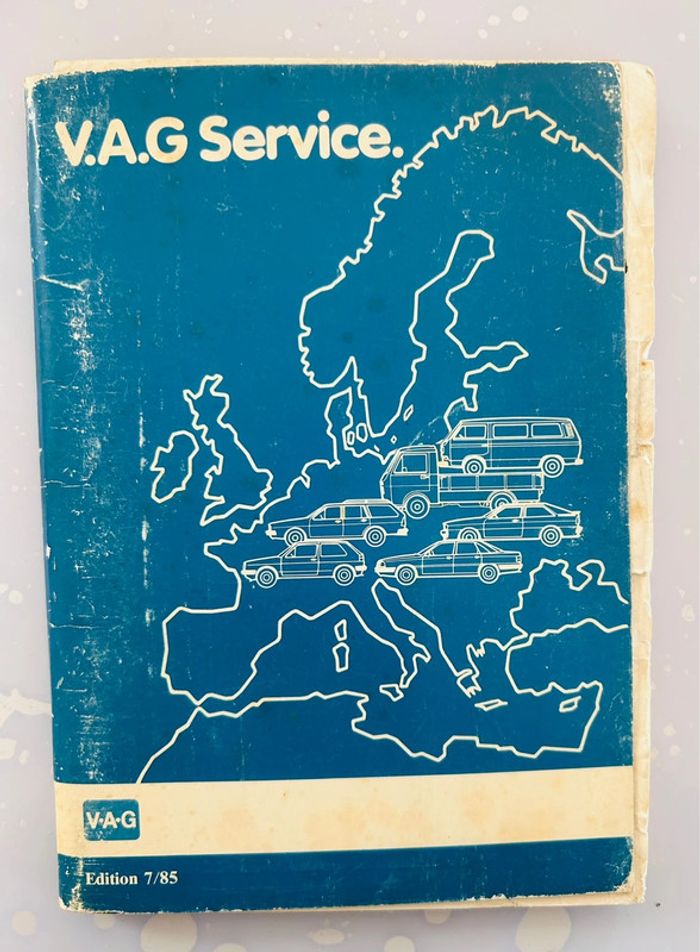 V.A.G Service.
V·A·G
Edition 7/85